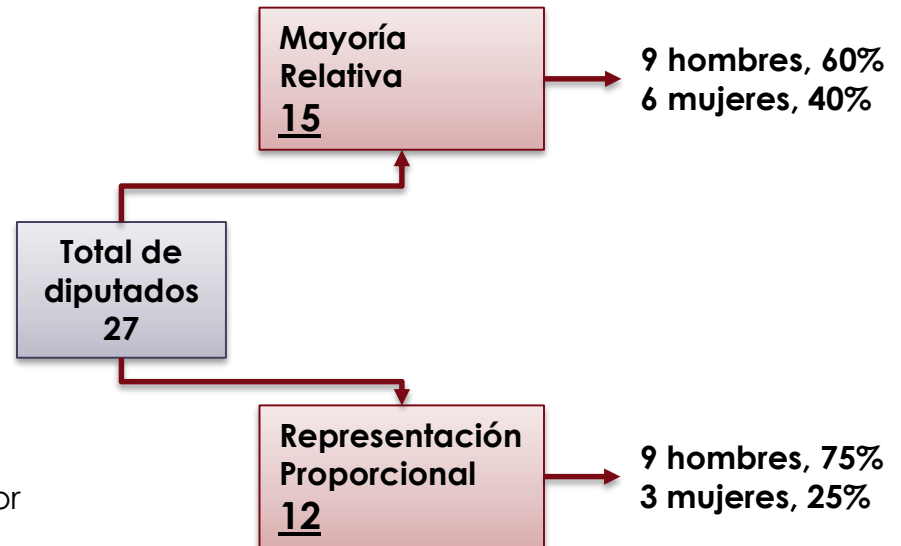 Mayoría
Relativa
15
9 hombres, 60%
6 mujeres, 40%
Total de
diputados
27
Representación
Proporcional
12
9 hombres, 75%
3 mujeres, 25%
or